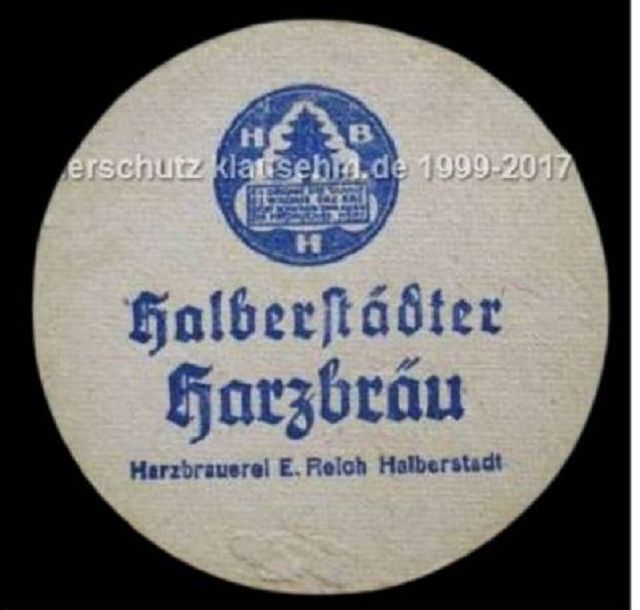 H B
erschutz klausehm.de 1999-2017
H
Halberstädter
Harzbräu
Harzbrauerei E. Reich Halberstadt